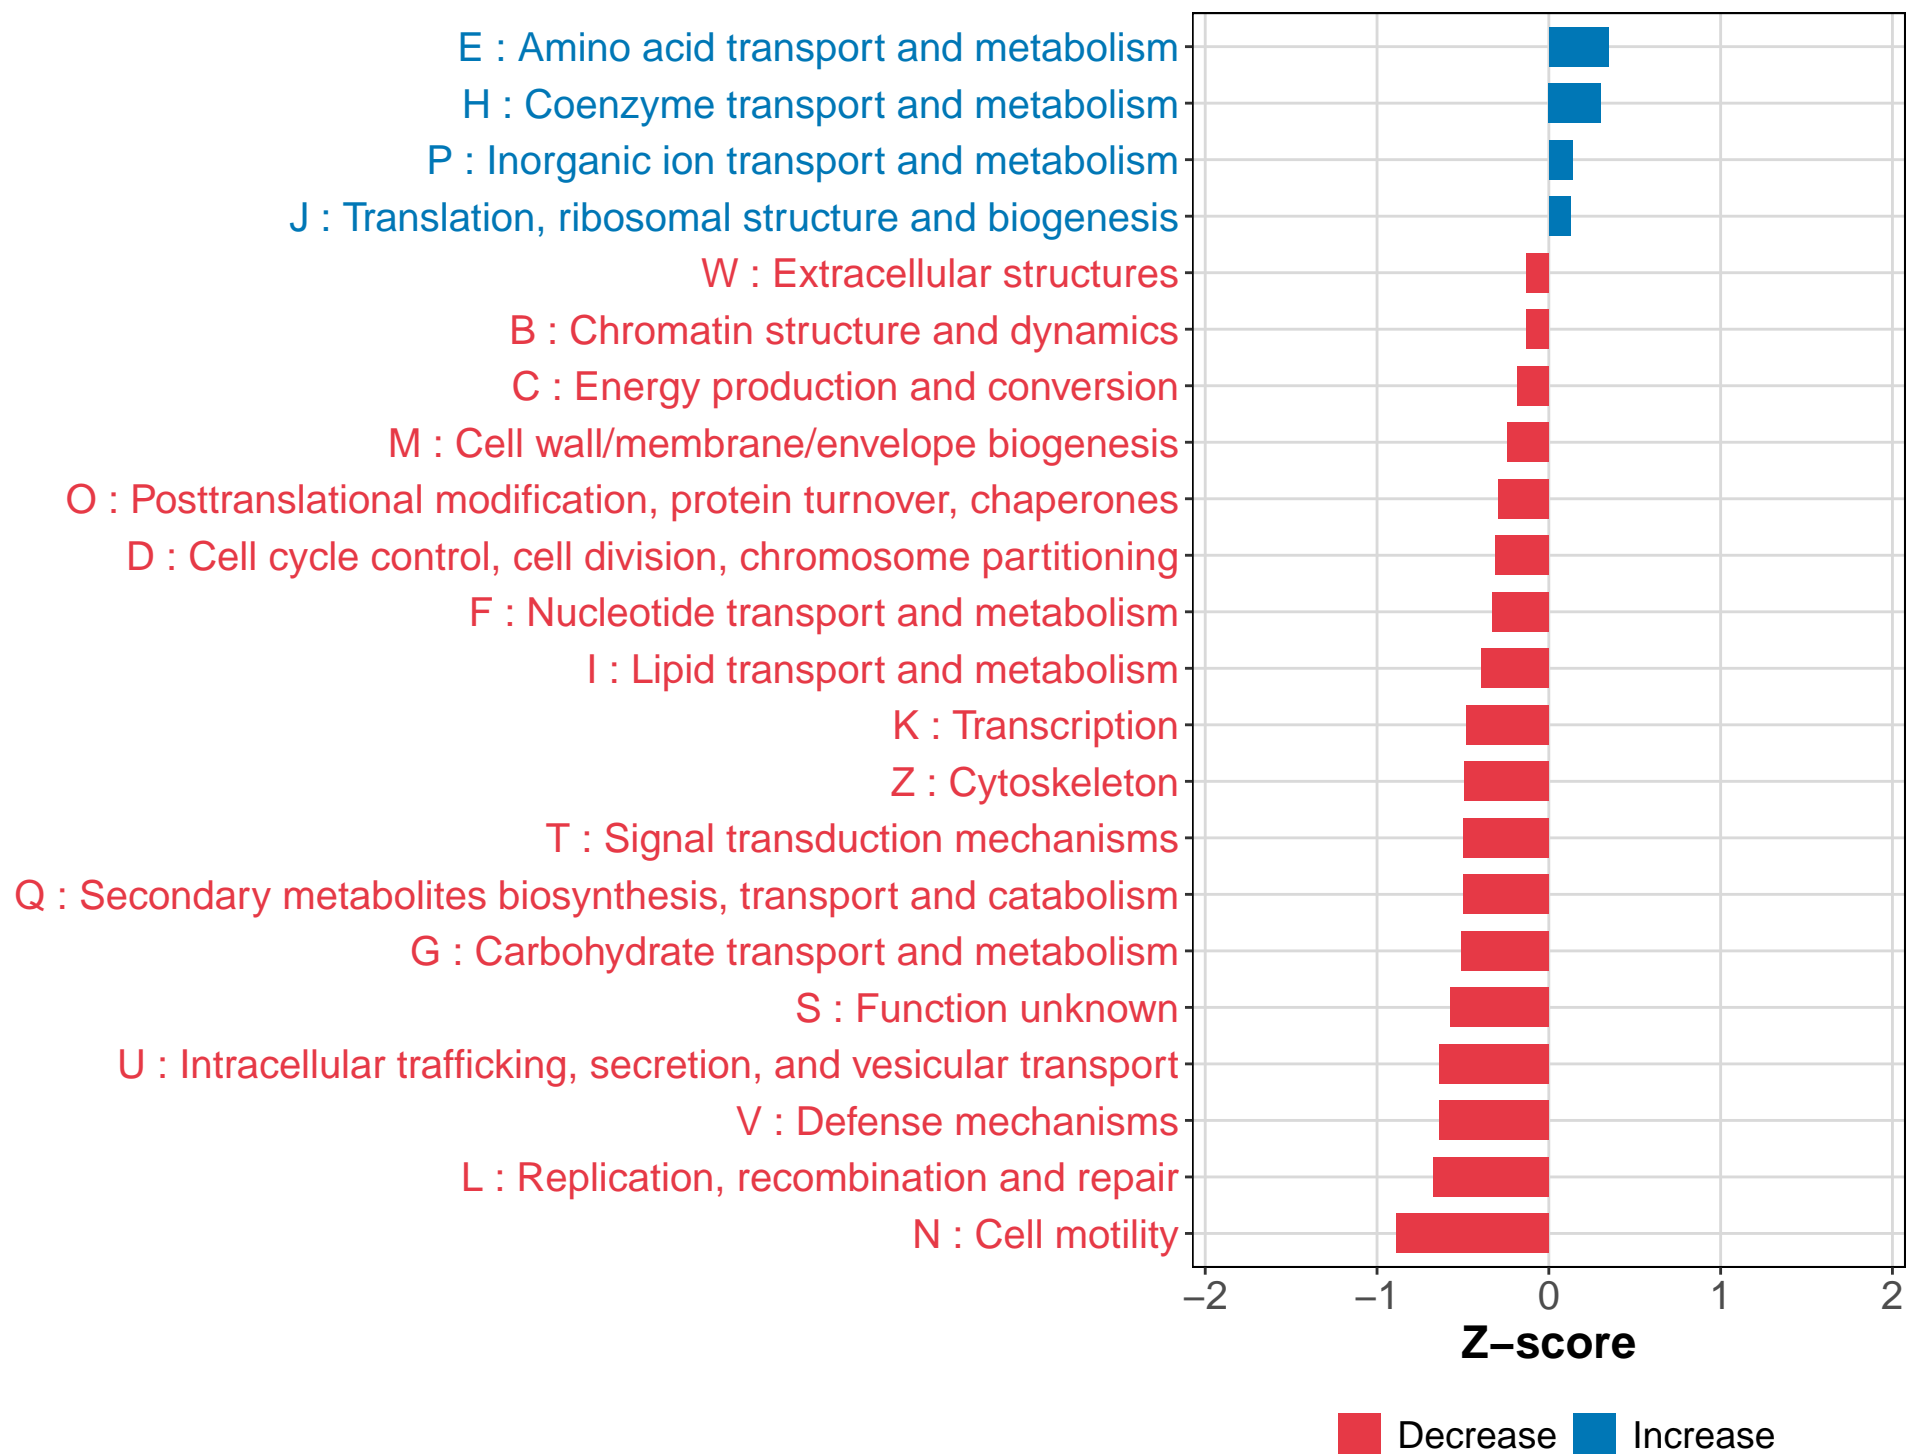 E : Amino acid transport and metabolism
H : Coenzyme transport and metabolism
P : Inorganic ion transport and metabolism
J : Translation, ribosomal structure and biogenesis
W : Extracellular structures
B : Chromatin structure and dynamics
C : Energy production and conversion
M : Cell wall/membrane/envelope biogenesis
O : Posttranslational modification, protein turnover, chaperones
D : Cell cycle control, cell division, chromosome partitioning
F : Nucleotide transport and metabolism
I : Lipid transport and metabolism
K : Transcription
Z : Cytoskeleton
T : Signal transduction mechanisms
Q : Secondary metabolites biosynthesis, transport and catabolism
G : Carbohydrate transport and metabolism
S : Function unknown
U : Intracellular trafficking, secretion, and vesicular transport
V : Defense mechanisms
L : Replication, recombination and repair
N : Cell motility
−2 −1 0 1 2
Z−score
Decrease Increase